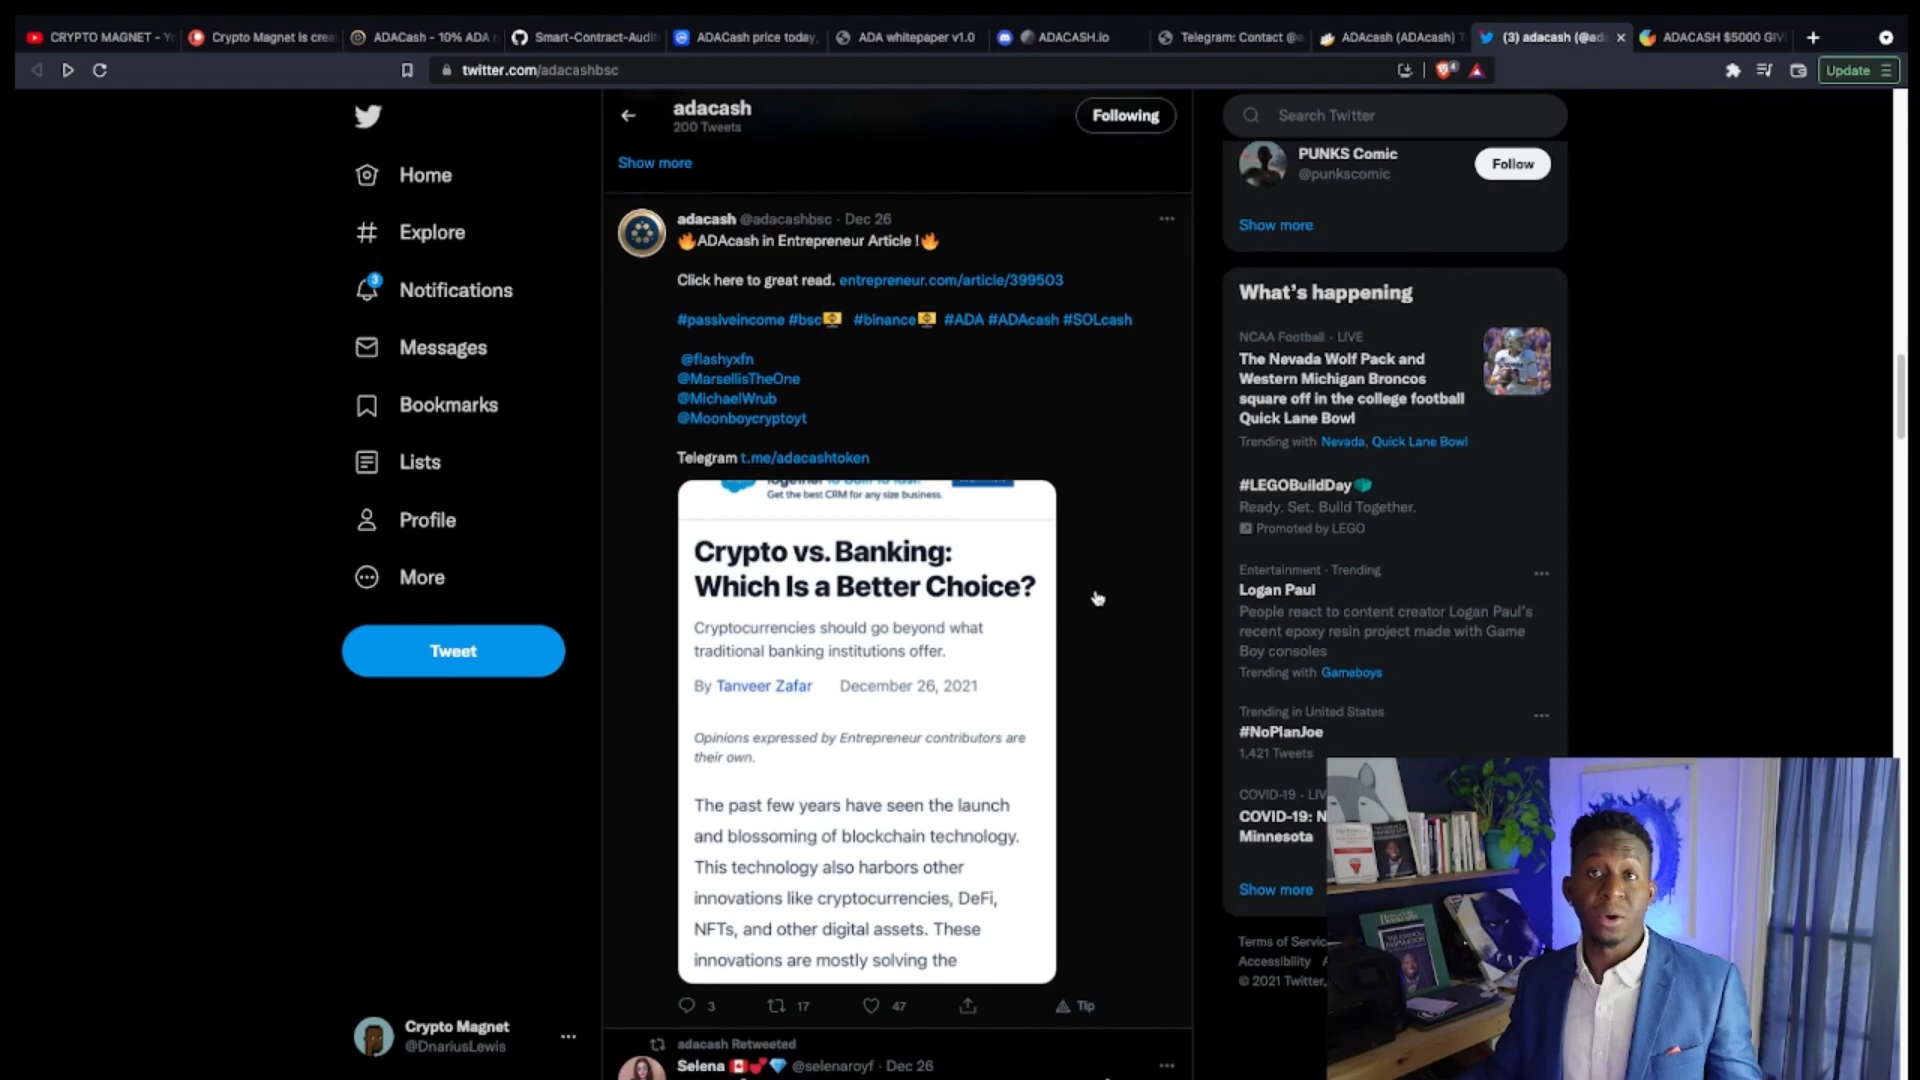 CRYPTO MAGNET - Yo
Crypto Magnet is crea
ADACash - 10% ADA r
Smart-Contract-Audit
ADACash price today,
ADA whitepaper v1.0
ADACASH.io
Telegram: Contact @
ADAcash (ADAcash) T
(3) adacash (@ad
ADACASH $5000 GIV
twitter.com/adacashbsc
4
Update
Home
Explore
3
Notifications
Messages
Bookmarks
Lists
Profile
More
Tweet
Crypto Magnet
@DnariusLewis
adacash
200 Tweets
Following
Show more
adacash @adacashbsc · Dec 26
🔥ADAcash in Entrepreneur Article !🔥
Click here to great read. entrepreneur.com/article/399503
#passiveincome #bsc #binance #ADA #ADAcash #SOLcash
@flashyxfn
@MarsellisTheOne
@MichaelWrub
@Moonboycryptoyt
Telegram t.me/adacashtoken
Get the best CRM for any size business.
Crypto vs. Banking:
Which Is a Better Choice?
Cryptocurrencies should go beyond what
traditional banking institutions offer.
By Tanveer Zafar December 26, 2021
Opinions expressed by Entrepreneur contributors are
their own.
The past few years have seen the launch
and blossoming of blockchain technology.
This technology also harbors other
innovations like cryptocurrencies, DeFi,
NFTs, and other digital assets. These
innovations are mostly solving the
3
17
47
Tip
adacash Retweeted
Selena 🇨🇦💕💎 @selenaroyf · Dec 26
Search Twitter
PUNKS Comic
@punkscomic
Follow
Show more
What's happening
NCAA Football · LIVE
The Nevada Wolf Pack and
Western Michigan Broncos
square off in the college football
Quick Lane Bowl
Trending with Nevada, Quick Lane Bowl
#LEGOBuildDay
Ready. Set. Build Together.
Promoted by LEGO
Entertainment · Trending
Logan Paul
People react to content creator Logan Paul's
recent epoxy resin project made with Game
Boy consoles
Trending with Gameboys
Trending in United States
#NoPlanJoe
1,421 Tweets
COVID-19 · LIV
COVID-19: N
Minnesota
Show more
Terms of Servic
Accessibility
© 2021 Twitter,